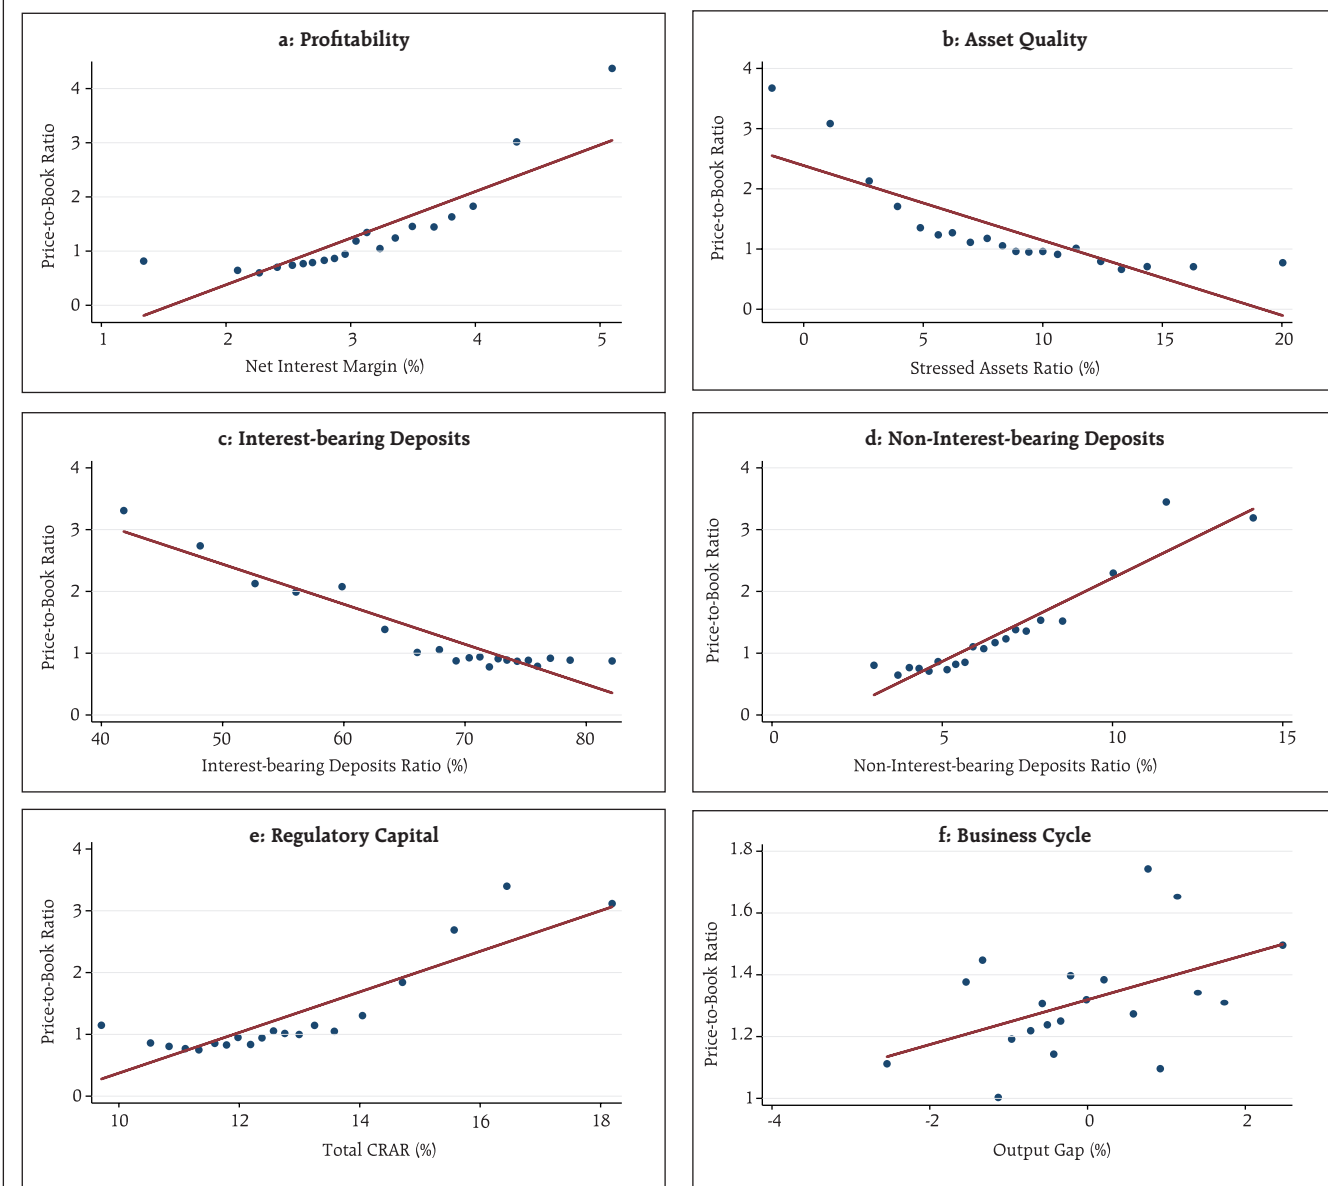 a: Profitability
Price-to-Book Ratio
4
3
2
1
0
1 2 3 4 5
Net Interest Margin (%)
b: Asset Quality
Price-to-Book Ratio
4
3
2
1
0
0 5 10 15 20
Stressed Assets Ratio (%)
c: Interest-bearing Deposits
Price-to-Book Ratio
4
3
2
1
0
40 50 60 70 80
Interest-bearing Deposits Ratio (%)
d: Non-Interest-bearing Deposits
Price-to-Book Ratio
4
3
2
1
0
0 5 10 15
Non-Interest-bearing Deposits Ratio (%)
e: Regulatory Capital
Price-to-Book Ratio
4
3
2
1
0
10 12 14 16 18
Total CRAR (%)
f: Business Cycle
Price-to-Book Ratio
1.8
1.6
1.4
1.2
1
-4 -2 0 2
Output Gap (%)